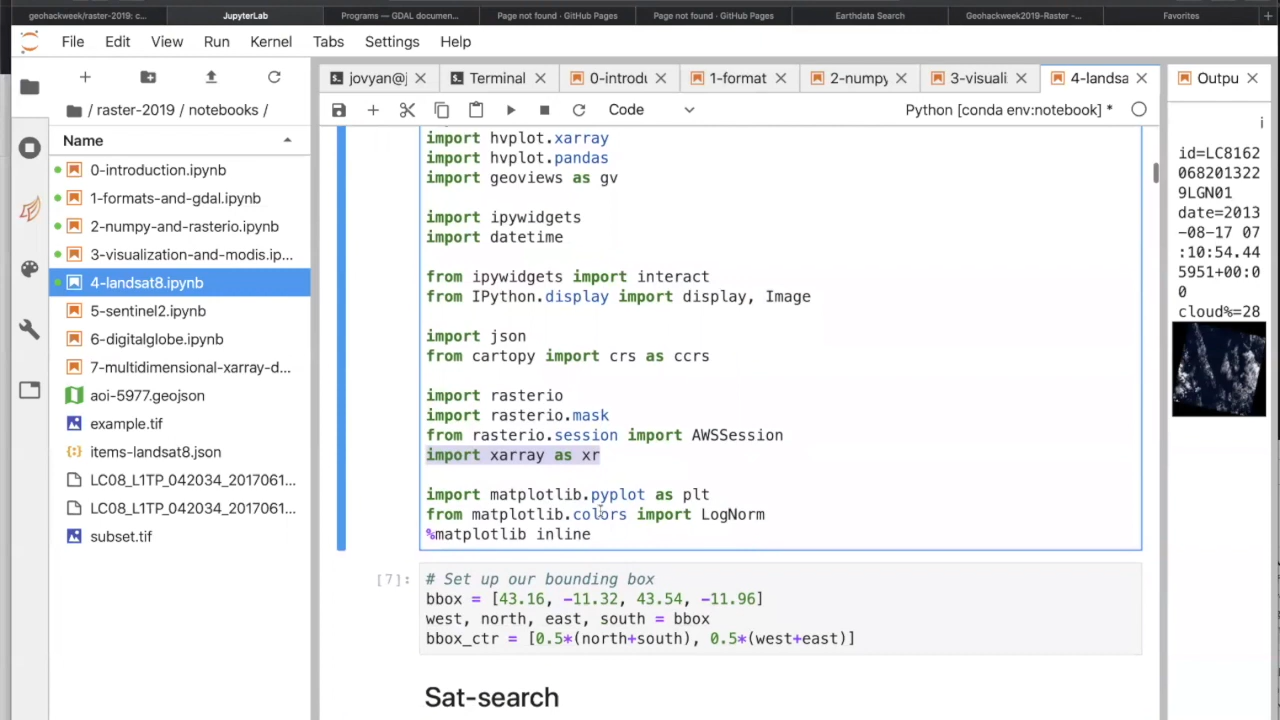 geohackweek/raster-2019: c... JupyterLab Programs — GDAL documen... Page not found · GitHub Pages Page not found · GitHub Pages Earthdata Search Geohackweek2019-Raster -... Favorites
File Edit View Run Kernel Tabs Settings Help
jovyan@j Terminal 0-introdu 1-format 2-numpy 3-visuali 4-landsa Outpu
/ raster-2019 / notebooks /
Code
Python [conda env:notebook] *
Name
0-introduction.ipynb
1-formats-and-gdal.ipynb
2-numpy-and-rasterio.ipynb
3-visualization-and-modis.ip...
4-landsat8.ipynb
5-sentinel2.ipynb
6-digitalglobe.ipynb
7-multidimensional-xarray-d...
aoi-5977.geojson
example.tif
items-landsat8.json
LC08_L1TP_042034_2017061...
LC08_L1TP_042034_2017061...
subset.tif
import hvplot.xarray
import hvplot.pandas
import geoviews as gv
import ipywidgets
import datetime
from ipywidgets import interact
from IPython.display import display, Image
import json
from cartopy import crs as ccrs
import rasterio
import rasterio.mask
from rasterio.session import AWSSession
import xarray as xr
import matplotlib.pyplot as plt
from matplotlib.colors import LogNorm
%matplotlib inline
[7]:
# Set up our bounding box
bbox = [43.16, -11.32, 43.54, -11.96]
west, north, east, south = bbox
bbox_ctr = [0.5*(north+south), 0.5*(west+east)]
Sat-search
i
id=LC8162
068201322
9LGN01
date=2013
-08-17 07
:10:54.44
5951+00:0
0
cloud%=28